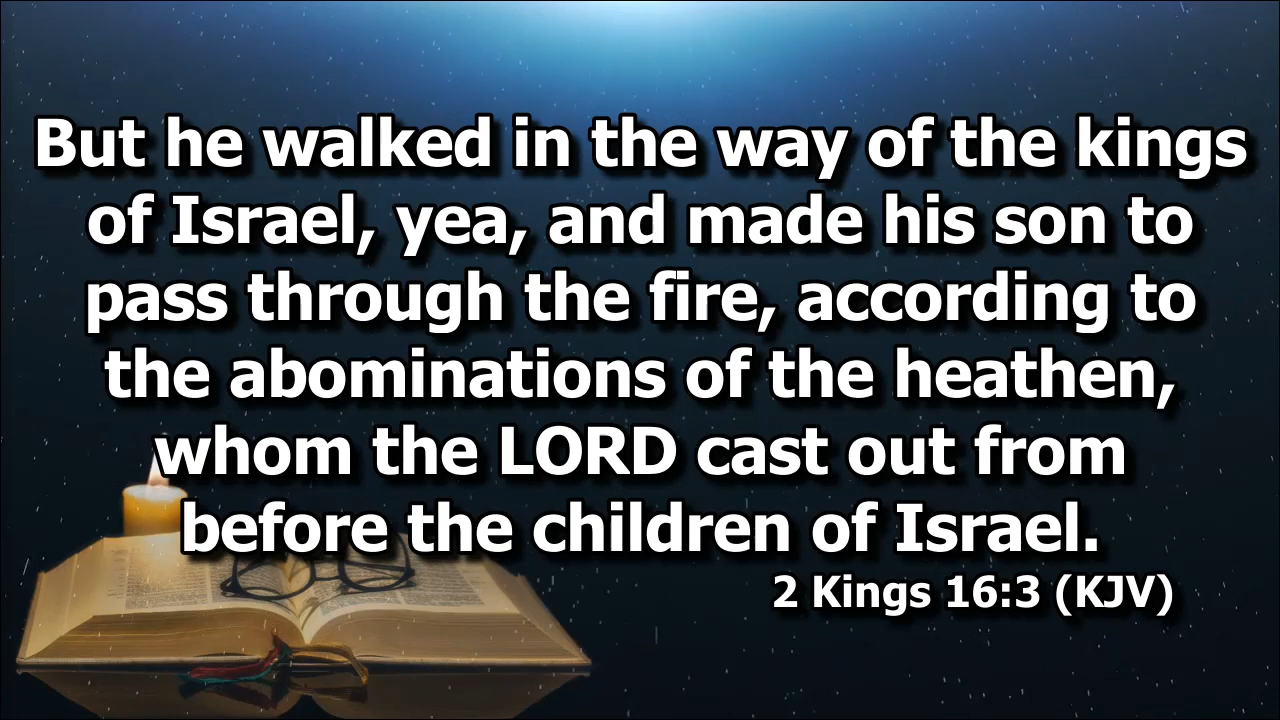 But he walked in the way of the kings
of Israel, yea, and made his son to
pass through the fire, according to
the abominations of the heathen,
whom the LORD cast out from
before the children of Israel.
2 Kings 16:3 (KJV)